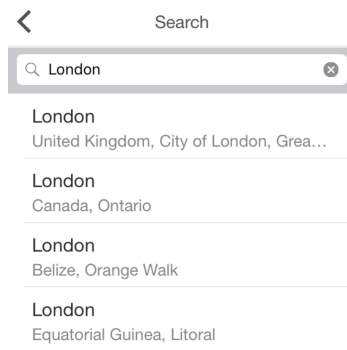 Search
London
London
United Kingdom, City of London, Grea...
London
Canada, Ontario
London
Belize, Orange Walk
London
Equatorial Guinea, Litoral